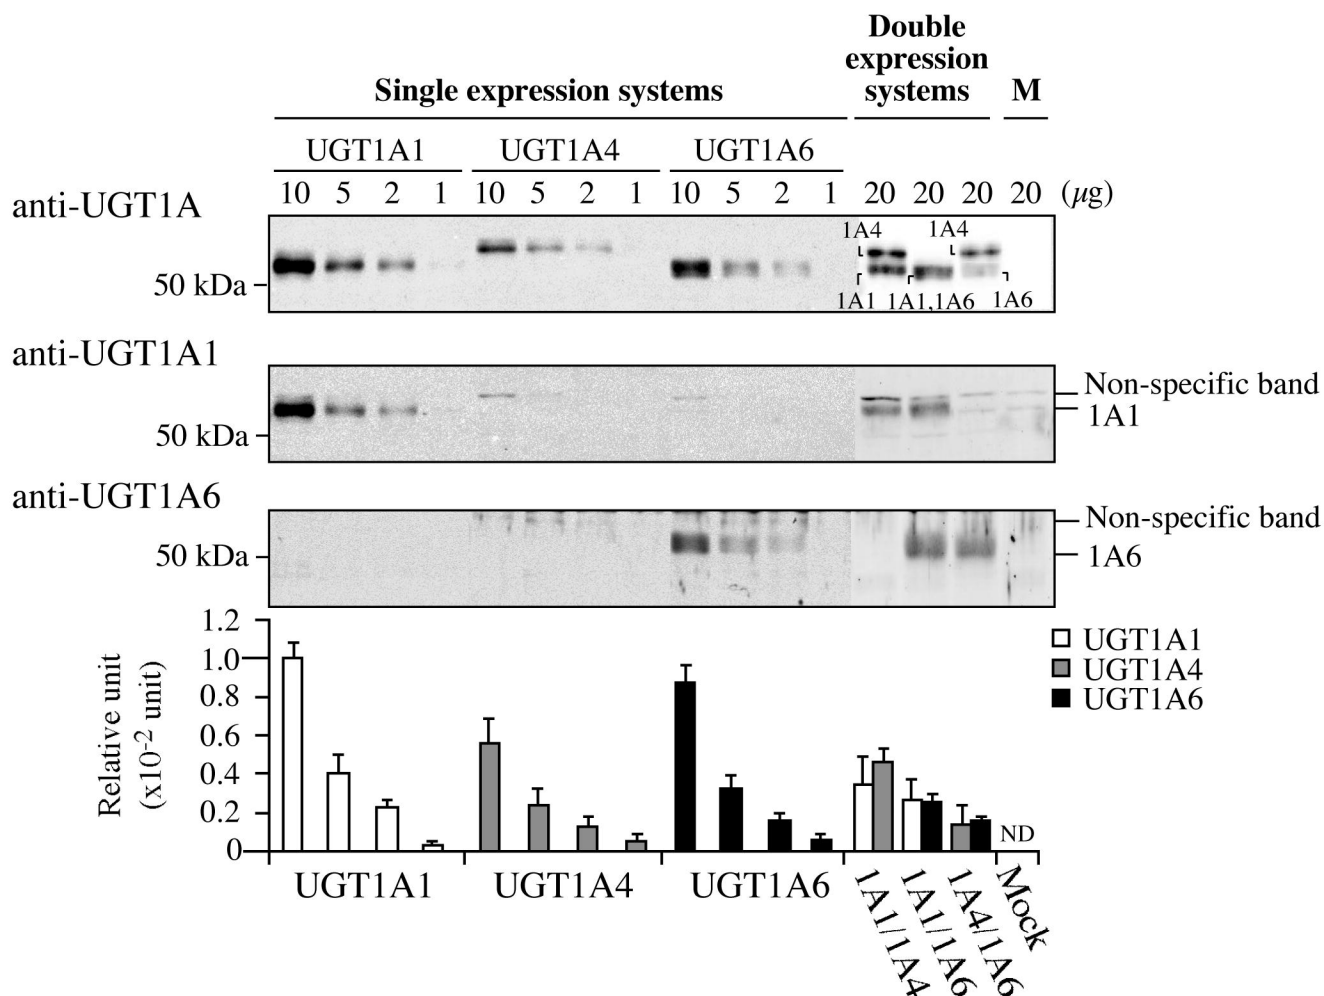 Double
expression
Single expression systems systems M
UGT1A1 UGT1A4 UGT1A6
10 5 2 1 10 5 2 1 10 5 2 1 20 20 20 20 (µg)
anti-UGT1A
1A4 1A4
50 kDa
1A1 1A1,1A6 1A6
anti-UGT1A1
Non-specific band
1A1
50 kDa
anti-UGT1A6
Non-specific band
50 kDa 1A6
Relative unit
(x10-2 unit)
1.2
1.0
0.8
0.6
0.4
0.2
0
UGT1A1
UGT1A4
UGT1A6
ND
UGT1A1 UGT1A4 UGT1A6
1A1/1A4
1A1/1A6
1A4/1A6
Mock